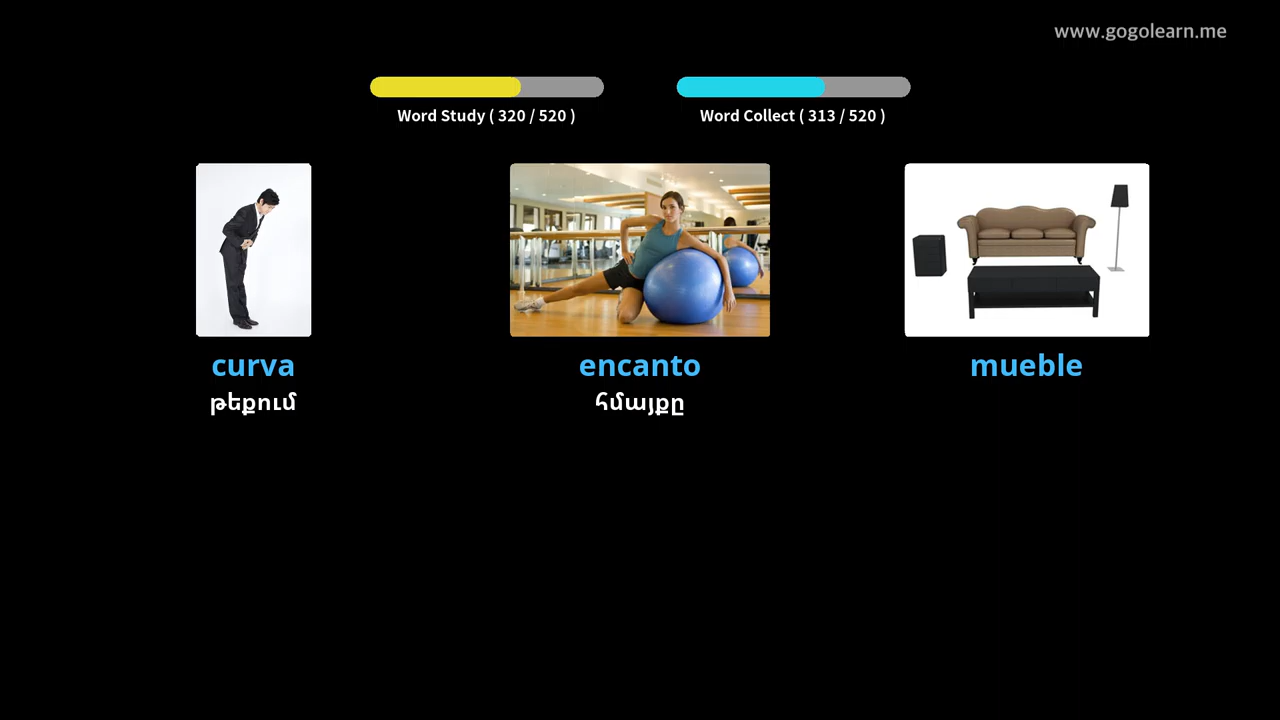 www.gogolearn.me
Word Study ( 320 / 520 )
Word Collect ( 313 / 520 )
curva
encanto
mueble
թեքում
հմայքը